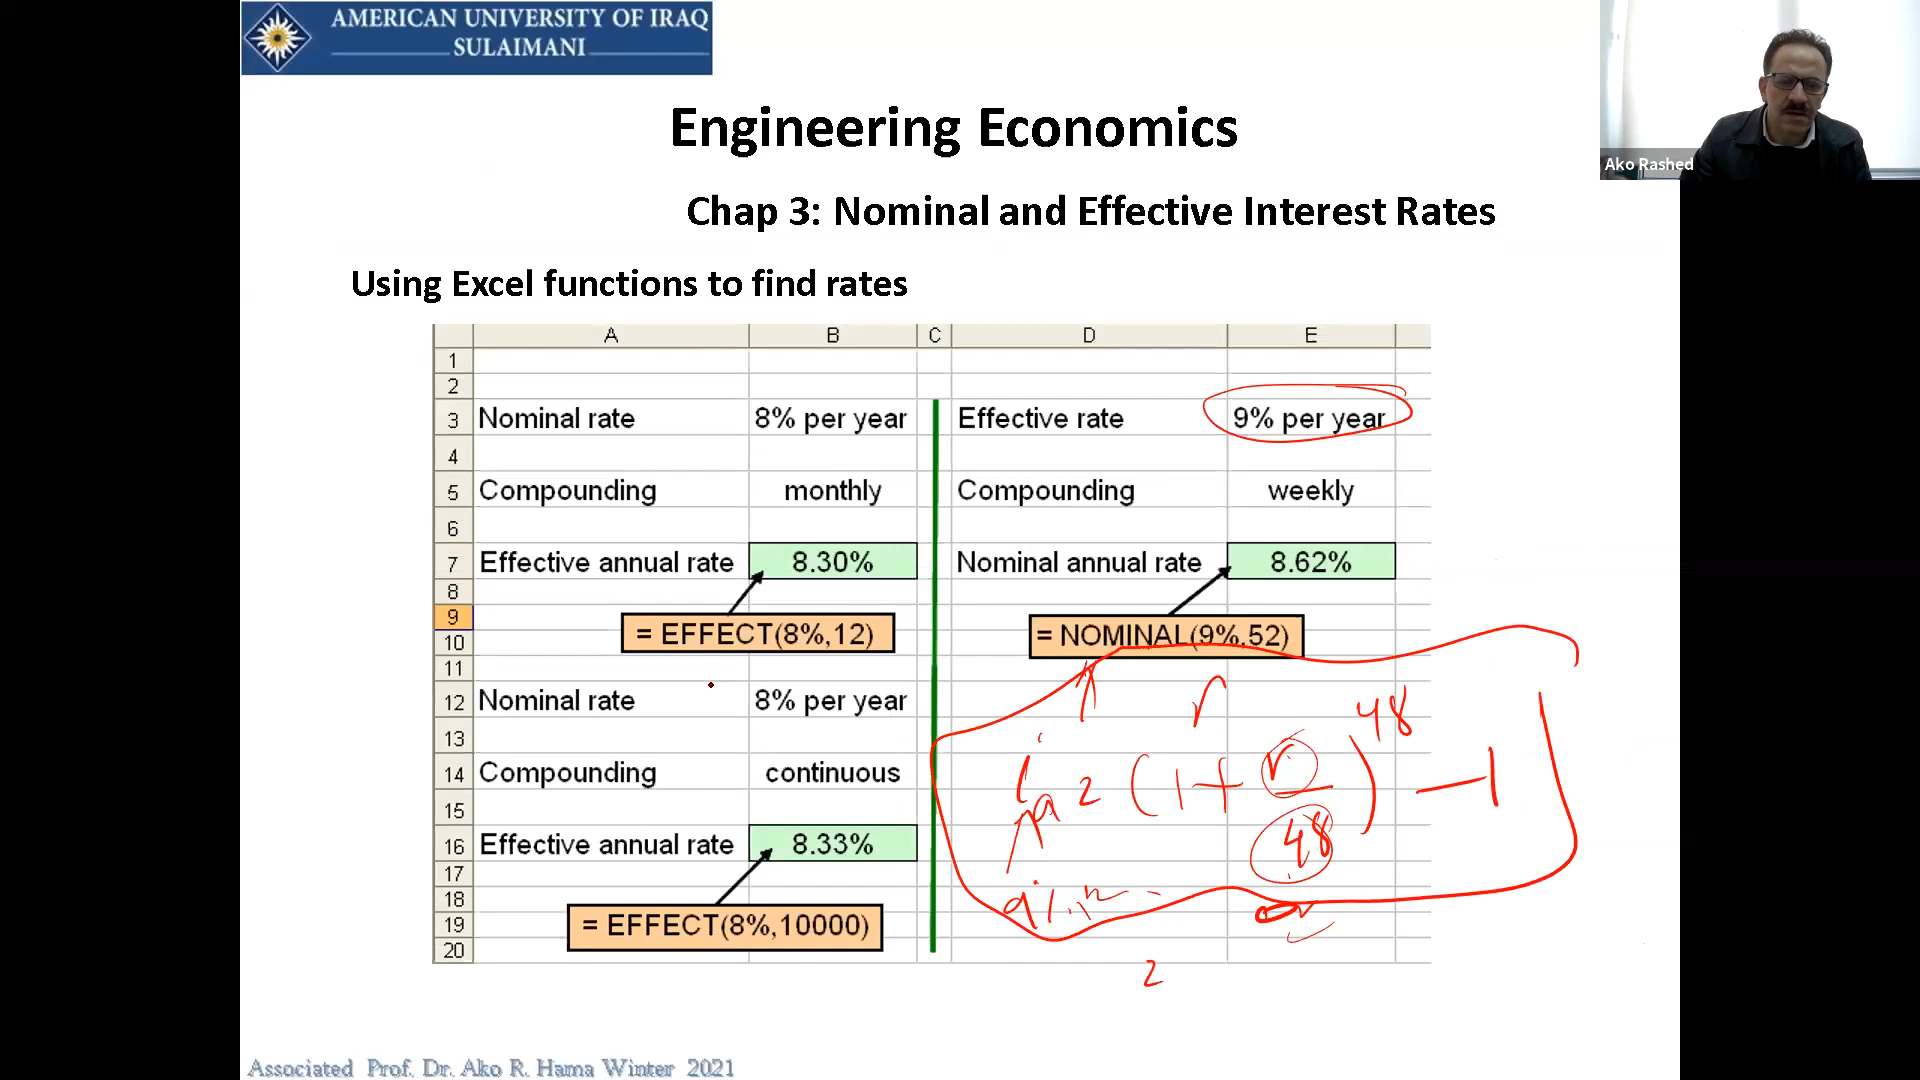 AMERICAN UNIVERSITY OF IRAQ
SULAIMANI
Ako Rashed
Engineering Economics
Chap 3: Nominal and Effective Interest Rates
Using Excel functions to find rates
A B C D E
1
2
3 Nominal rate 8% per year Effective rate 9% per year
4
5 Compounding monthly Compounding weekly
6
7 Effective annual rate 8.30% Nominal annual rate 8.62%
8
9
= EFFECT(8%,12) = NOMINAL(9%,52)
10
11
12 Nominal rate 8% per year
r
48
13
14 Compounding continuous
i a = (1+ r/48) -1
15
16 Effective annual rate 8.33%
17
18
9%
19 = EFFECT(8%,10000)
20
2
Associated Prof. Dr. Ako R. Hama Winter 2021